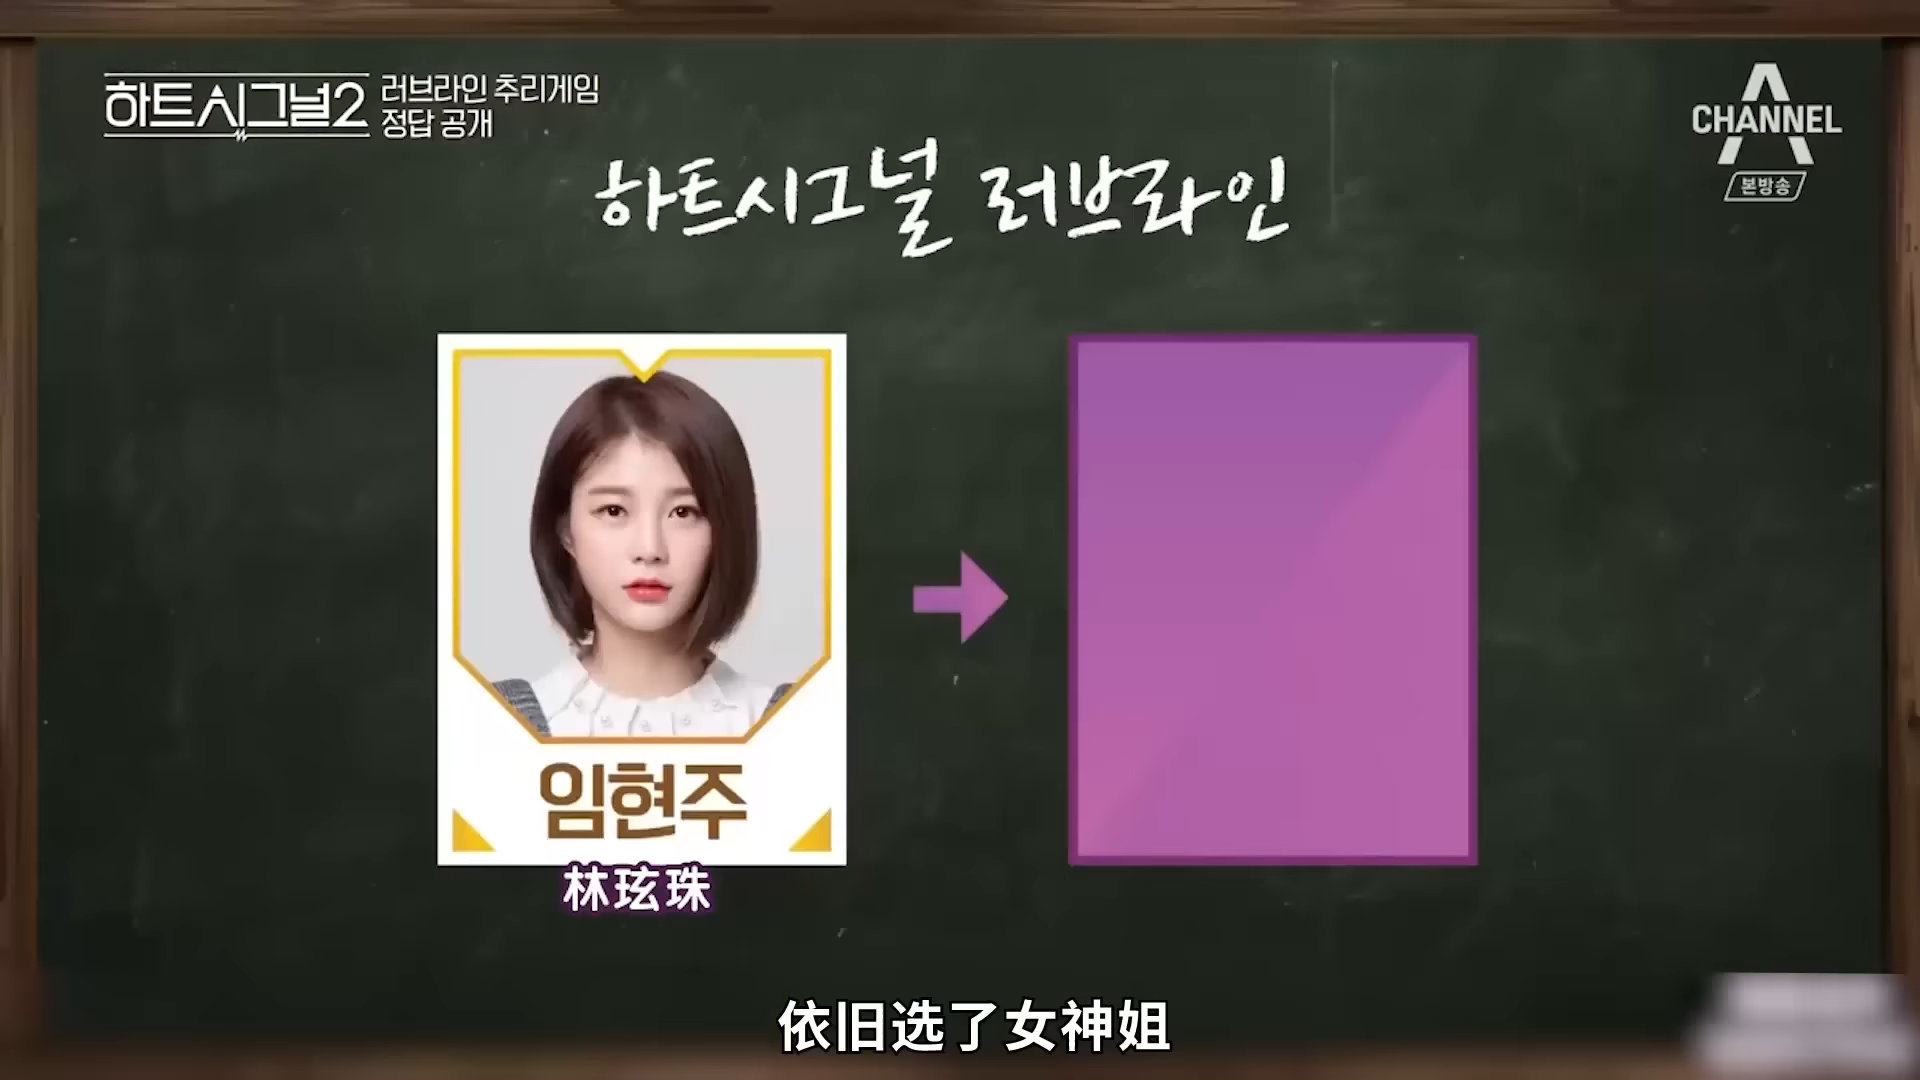 하트시그널2
러브라인 추리게임
정답 공개
CHANNEL A
본방송
하트시그널 러브라인
임현주
林玹珠
依旧选了女神姐